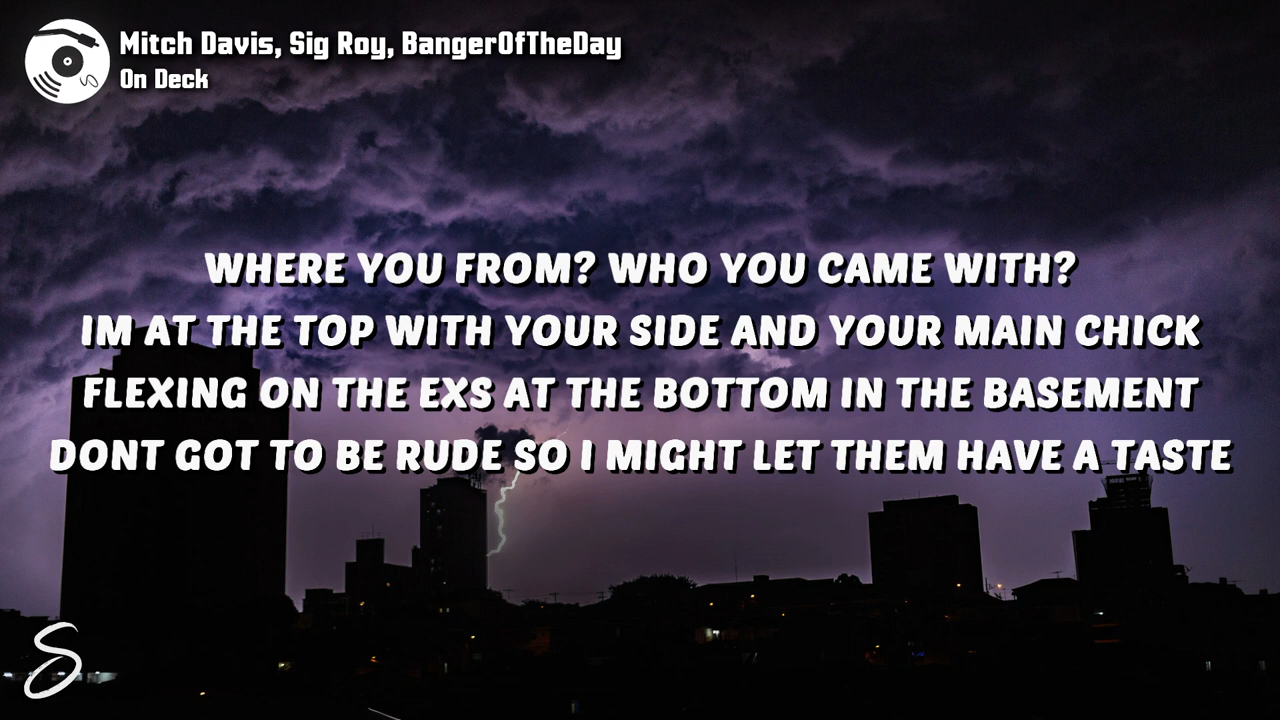 Mitch Davis, Sig Roy, BangerOfTheDay
On Deck
WHERE YOU FROM? WHO YOU CAME WITH?
IM AT THE TOP WITH YOUR SIDE AND YOUR MAIN CHICK
FLEXING ON THE EXS AT THE BOTTOM IN THE BASEMENT
DONT GOT TO BE RUDE SO I MIGHT LET THEM HAVE A TASTE
S